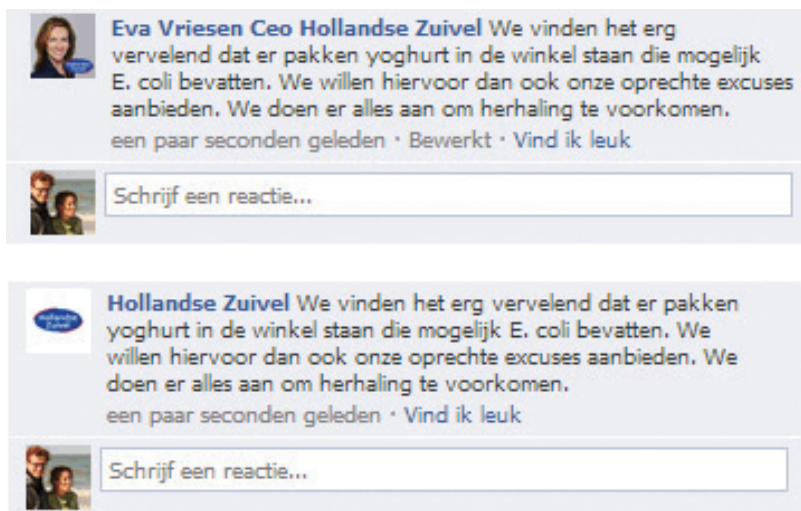 Eva Vriesen Ceo Hollandse Zuivel We vinden het erg
vervelend dat er pakken yoghurt in de winkel staan die mogelijk
E. coli bevatten. We willen hiervoor dan ook onze oprechte excuses
aanbieden. We doen er alles aan om herhaling te voorkomen.
een paar seconden geleden · Bewerkt · Vind ik leuk
Schrijf een reactie...
Hollandse Zuivel We vinden het erg vervelend dat er pakken
yoghurt in de winkel staan die mogelijk E. coli bevatten. We
willen hiervoor dan ook onze oprechte excuses aanbieden. We
doen er alles aan om herhaling te voorkomen.
een paar seconden geleden · Vind ik leuk
Hollandse
Zuivel
Schrijf een reactie...